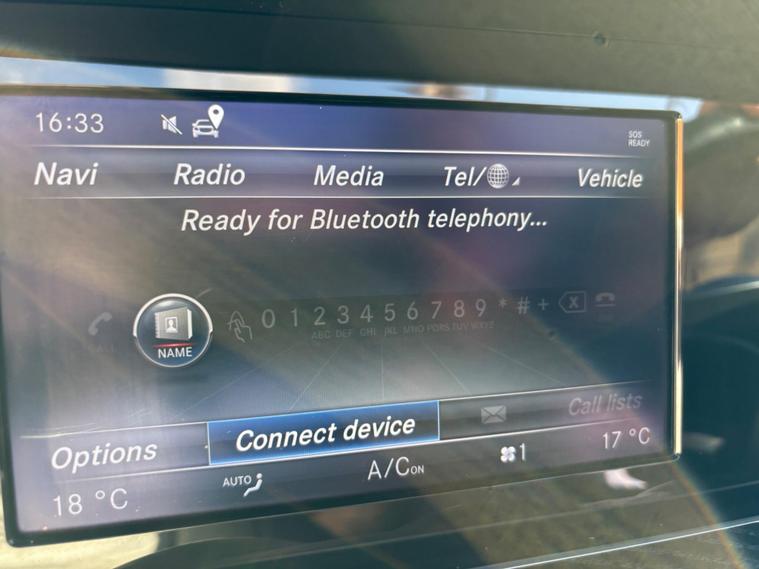 16:33
SOS
READY
Navi Radio Media Tel/ Vehicle
Ready for Bluetooth telephony...
0 1 2 3 4 5 6 7 8 9 * # +
ABC DEF GHI JKL MNO PQRS TUV WXYZ
NAME
Options Connect device Call lists
18 °C AUTO A/C ON 1 17 °C